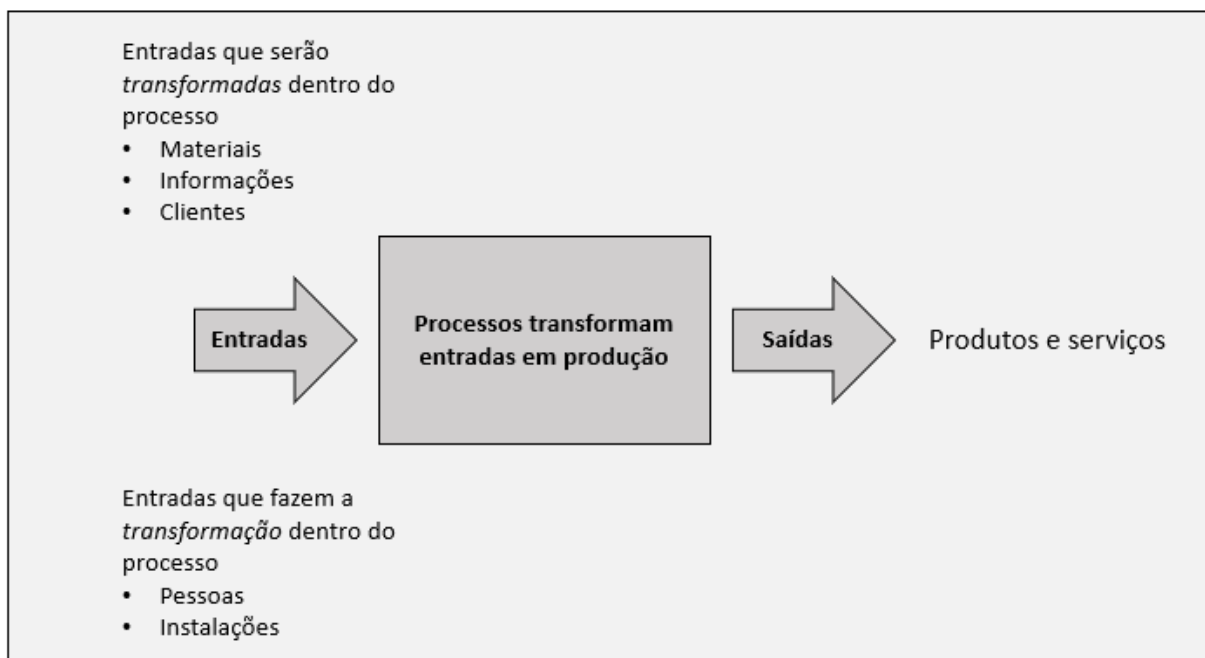 Entradas que serão
transformadas dentro do
processo
• Materiais
• Informações
• Clientes
Entradas
Processos transformam
entradas em produção
Saídas
Produtos e serviços
Entradas que fazem a
transformação dentro do
processo
• Pessoas
• Instalações